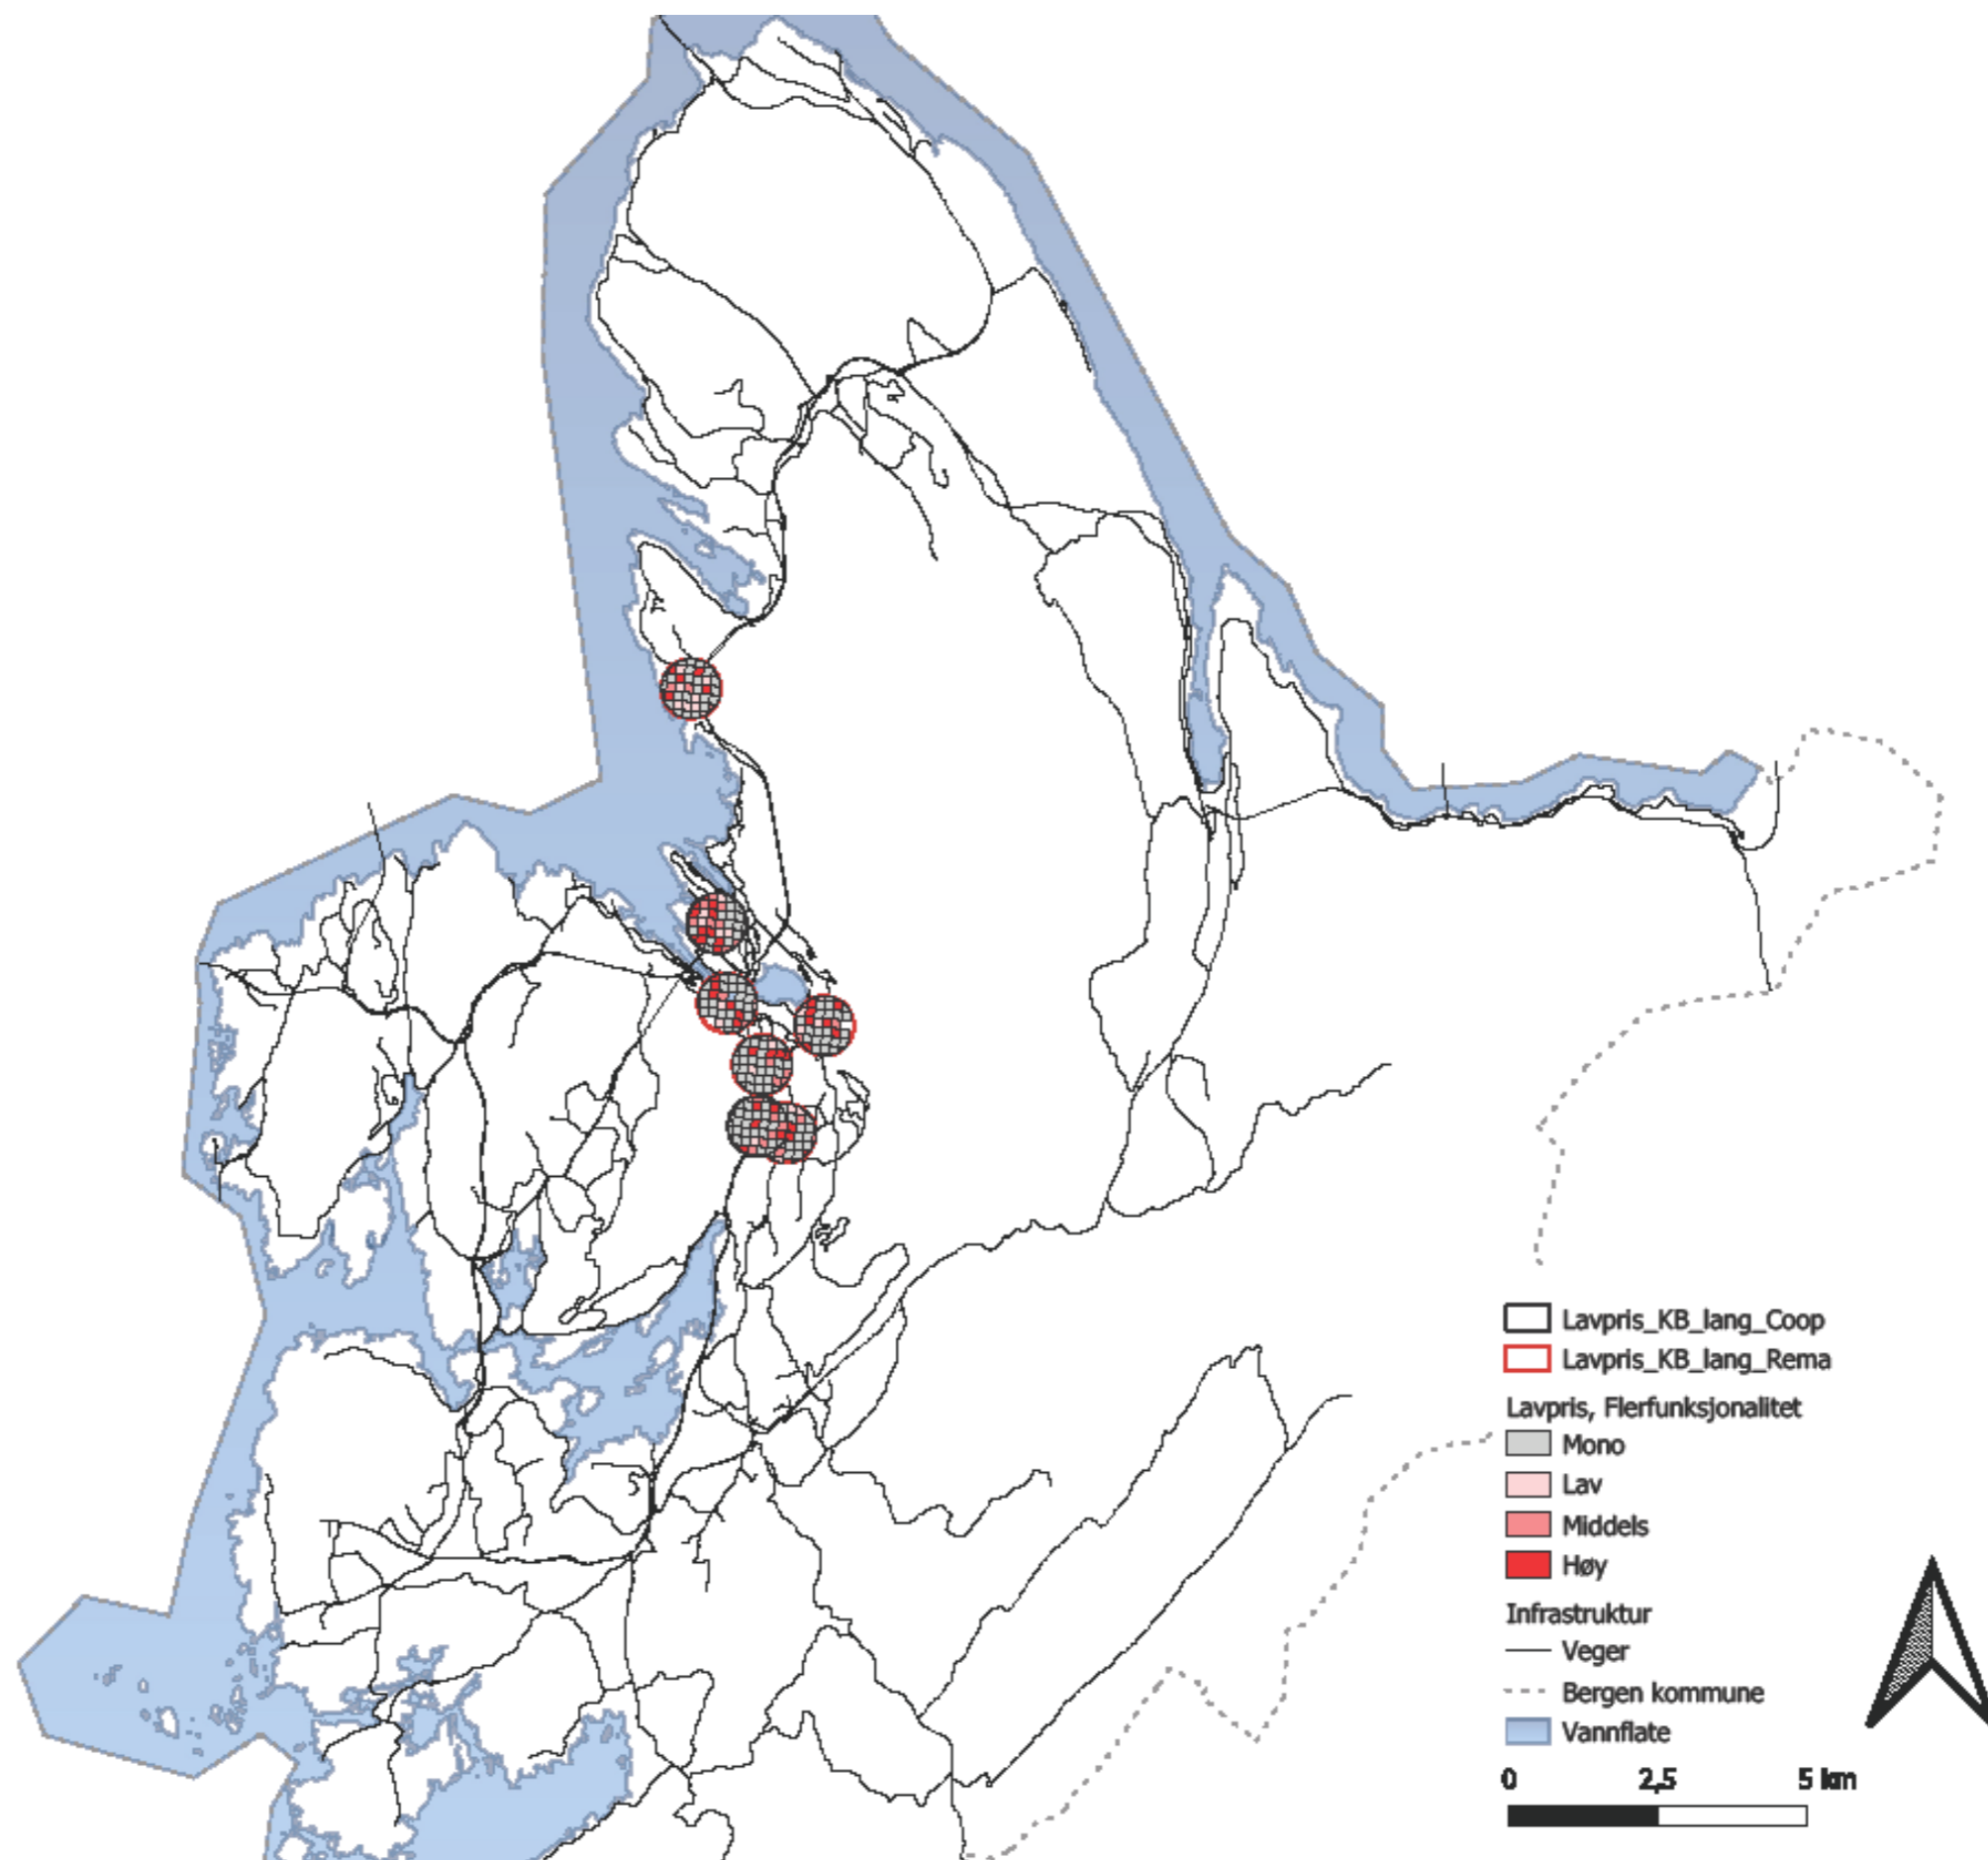 Lavpris_KB_lang_Coop
Lavpris_KB_lang_Rema
Lavpris, Flerfunksjonalitet
Mono
Lav
Middels
Høy
Infrastruktur
Veger
Bergen kommune
Vannflate
0 2,5 5 km